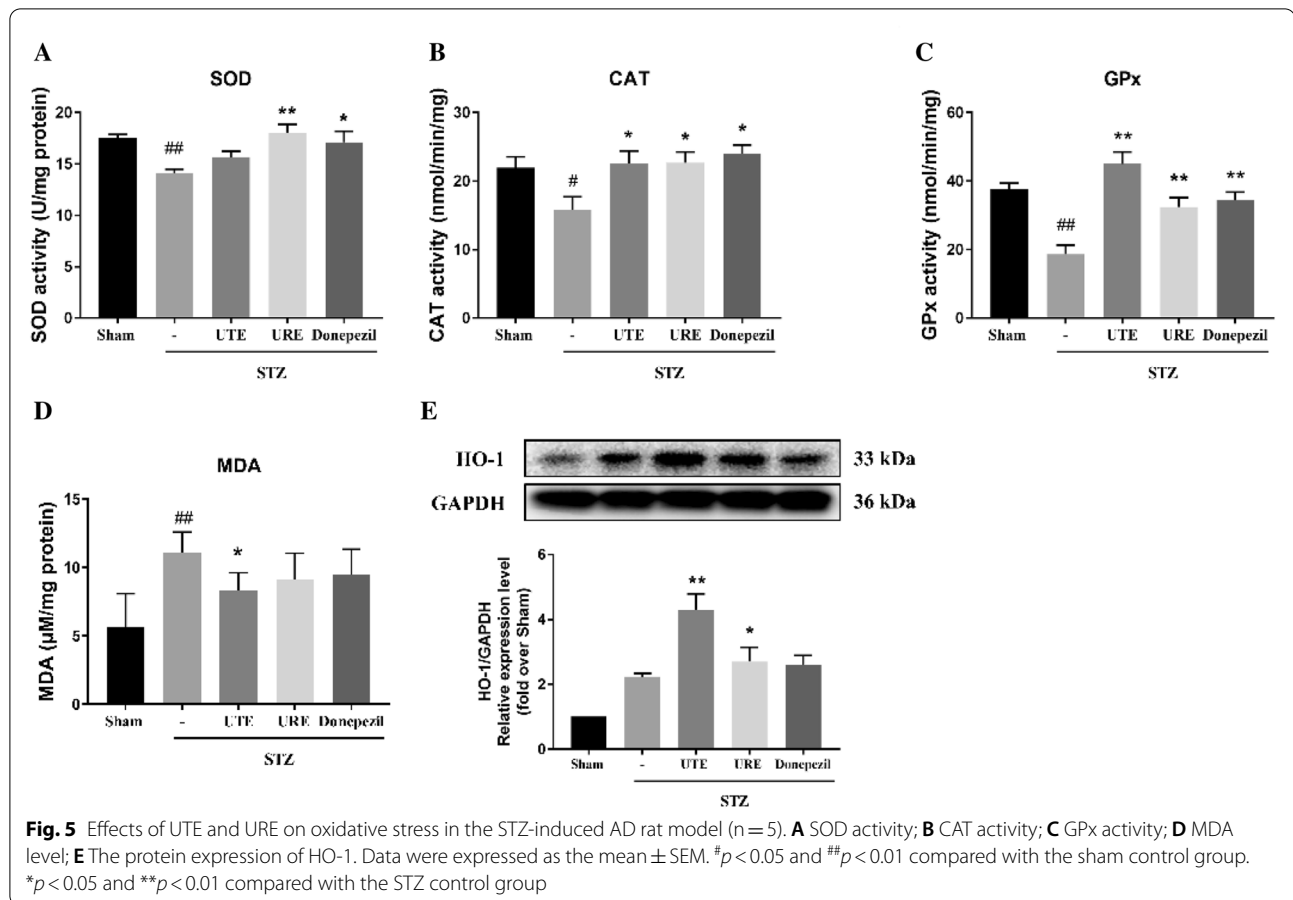 A
SOD
SOD activity (U/mg protein)
20
15
10
5
0
##
**
*
Sham
-
UTE
URE
Donepezil
STZ
B
CAT
CAT activity (nmol/min/mg)
30
20
10
0
#
*
*
*
Sham
-
UTE
URE
Donepezil
STZ
C
GPx
GPx activity (nmol/min/mg)
60
40
20
0
##
**
**
**
Sham
-
UTE
URE
Donepezil
STZ
D
MDA
MDA (µM/mg protein)
15
10
5
0
##
*
Sham
-
UTE
URE
Donepezil
STZ
E
HO-1
33 kDa
GAPDH
36 kDa
HO-1/GAPDH
Relative expression level
(fold over Sham)
6
4
2
0
**
*
Sham
-
UTE
URE
Donepezil
STZ
Fig. 5 Effects of UTE and URE on oxidative stress in the STZ-induced AD rat model (n = 5). A SOD activity; B CAT activity; C GPx activity; D MDA
level; E The protein expression of HO-1. Data were expressed as the mean ± SEM. #p < 0.05 and ##p < 0.01 compared with the sham control group.
*p < 0.05 and **p < 0.01 compared with the STZ control group